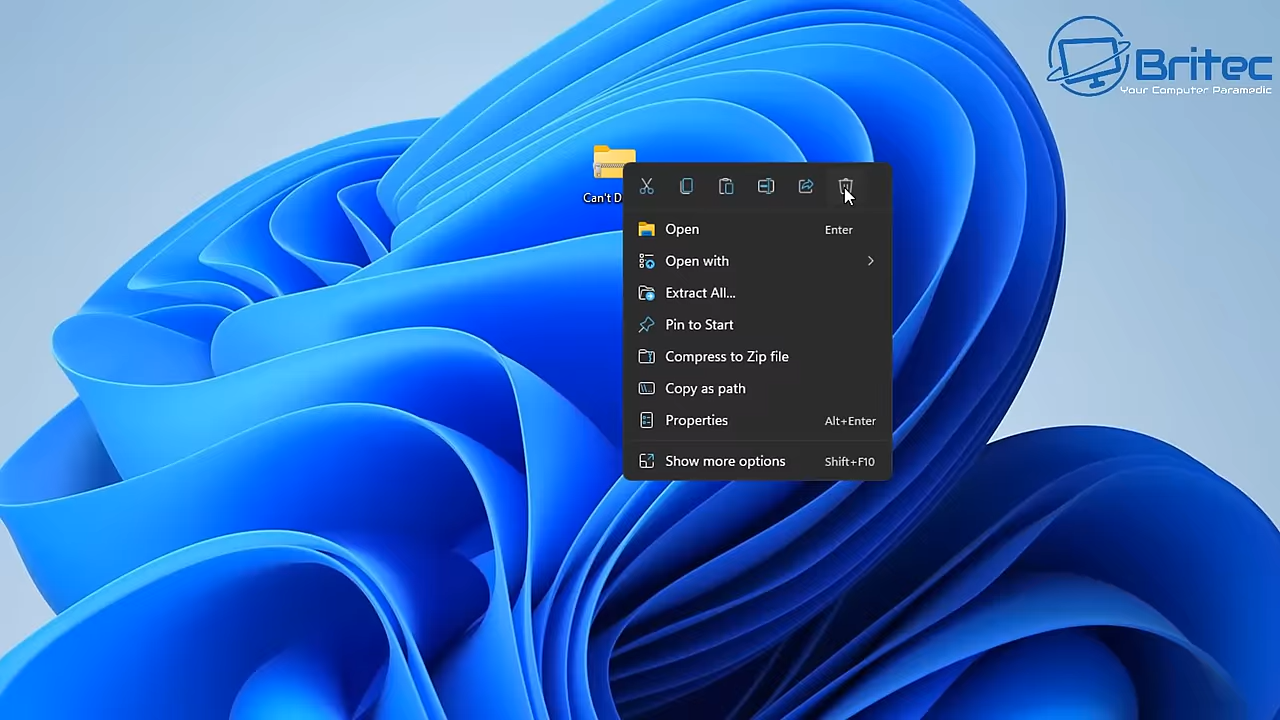 Britec
Your Computer Paramedic
Can't D
Open Enter
Open with
Extract All...
Pin to Start
Compress to Zip file
Copy as path
Properties Alt+Enter
Show more options Shift+F10